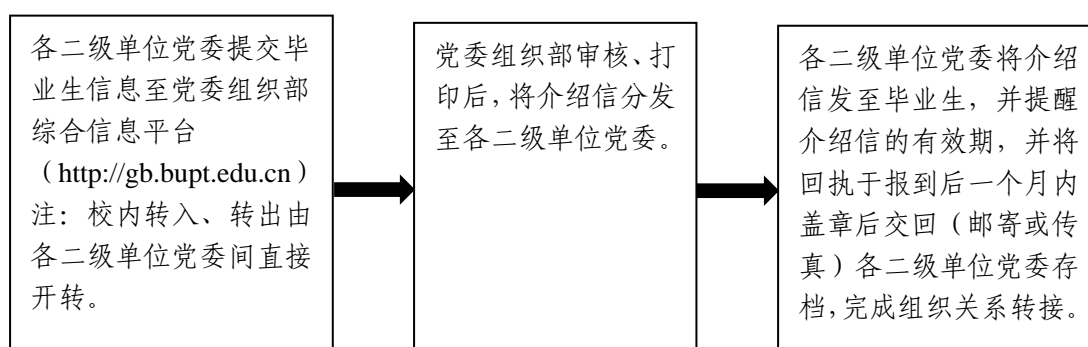 各二级单位党委提交毕
业生信息至党委组织部
综合信息平台
（http://gb.bupt.edu.cn）
注：校内转入、转出由
各二级单位党委间直接
开转。
党委组织部审核、打
印后，将介绍信分发
至各二级单位党委。
各二级单位党委将介绍
信发至毕业生，并提醒
介绍信的有效期，并将
回执于报到后一个月内
盖章后交回（邮寄或传
真）各二级单位党委存
档，完成组织关系转接。